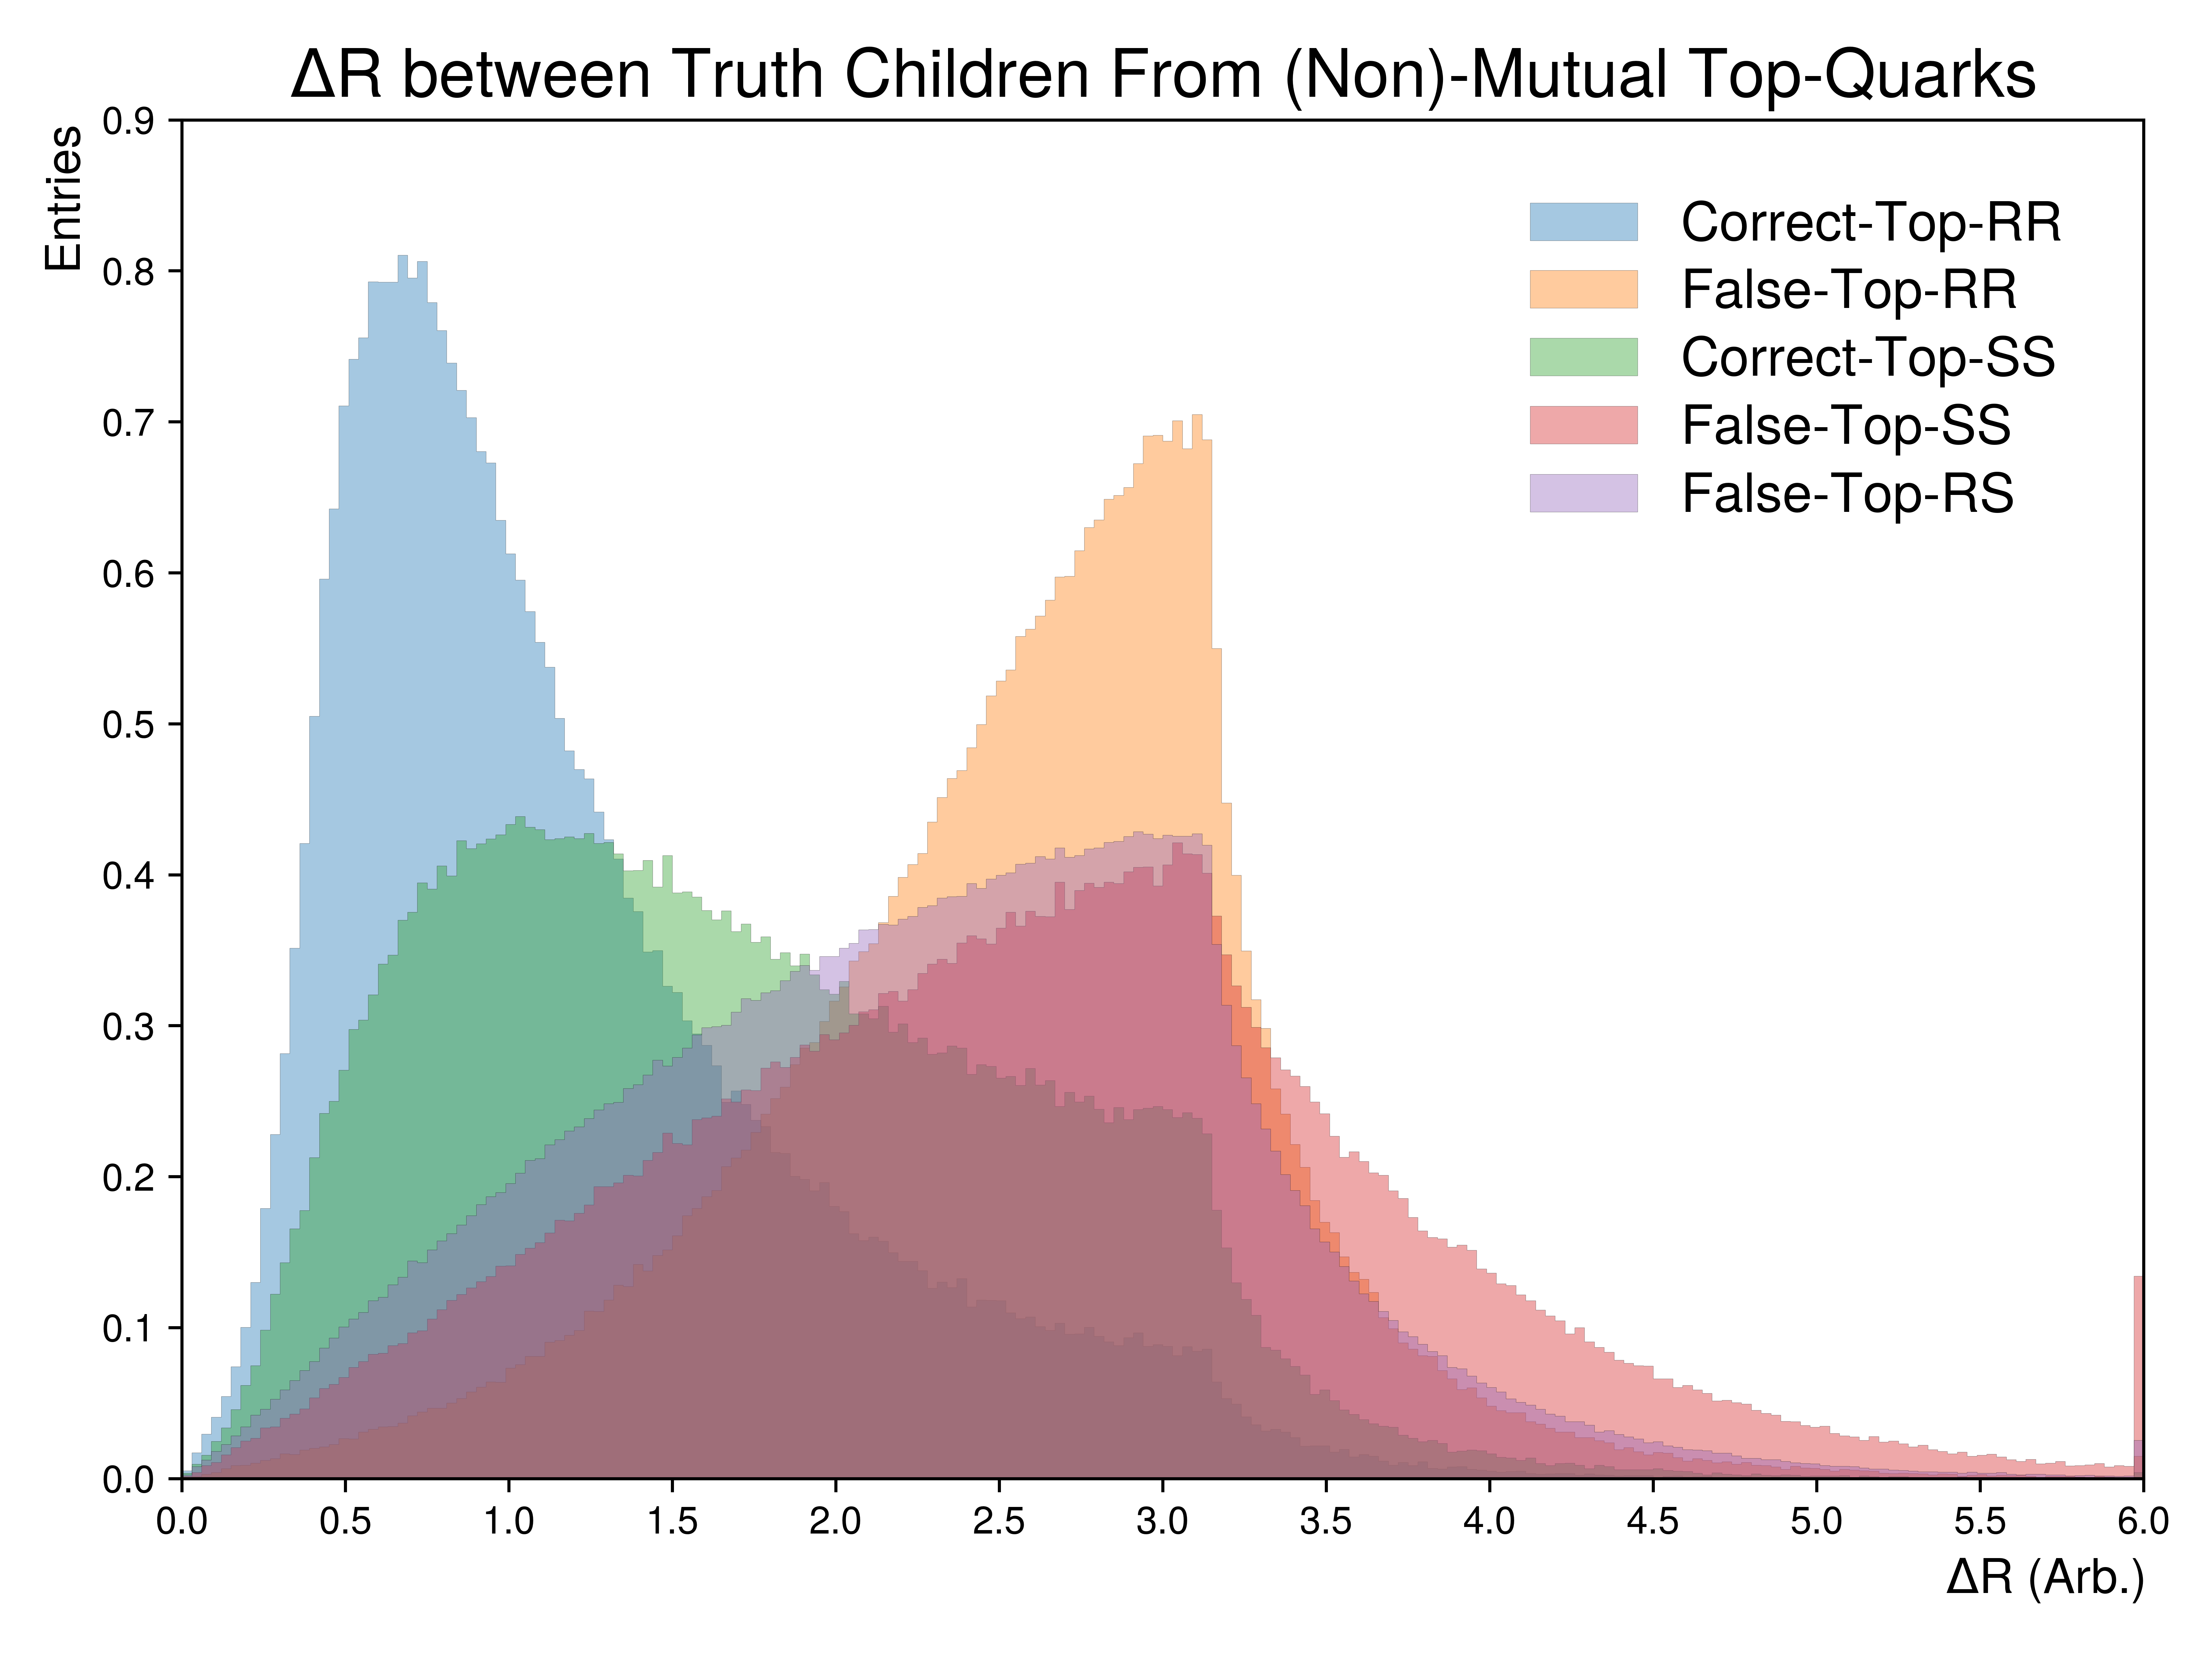 ΔR between Truth Children From (Non)-Mutual Top-Quarks
Entries
0.9
0.8
0.7
0.6
0.5
0.4
0.3
0.2
0.1
0.0
Correct-Top-RR
False-Top-RR
Correct-Top-SS
False-Top-SS
False-Top-RS
0.0 0.5 1.0 1.5 2.0 2.5 3.0 3.5 4.0 4.5 5.0 5.5 6.0
ΔR (Arb.)